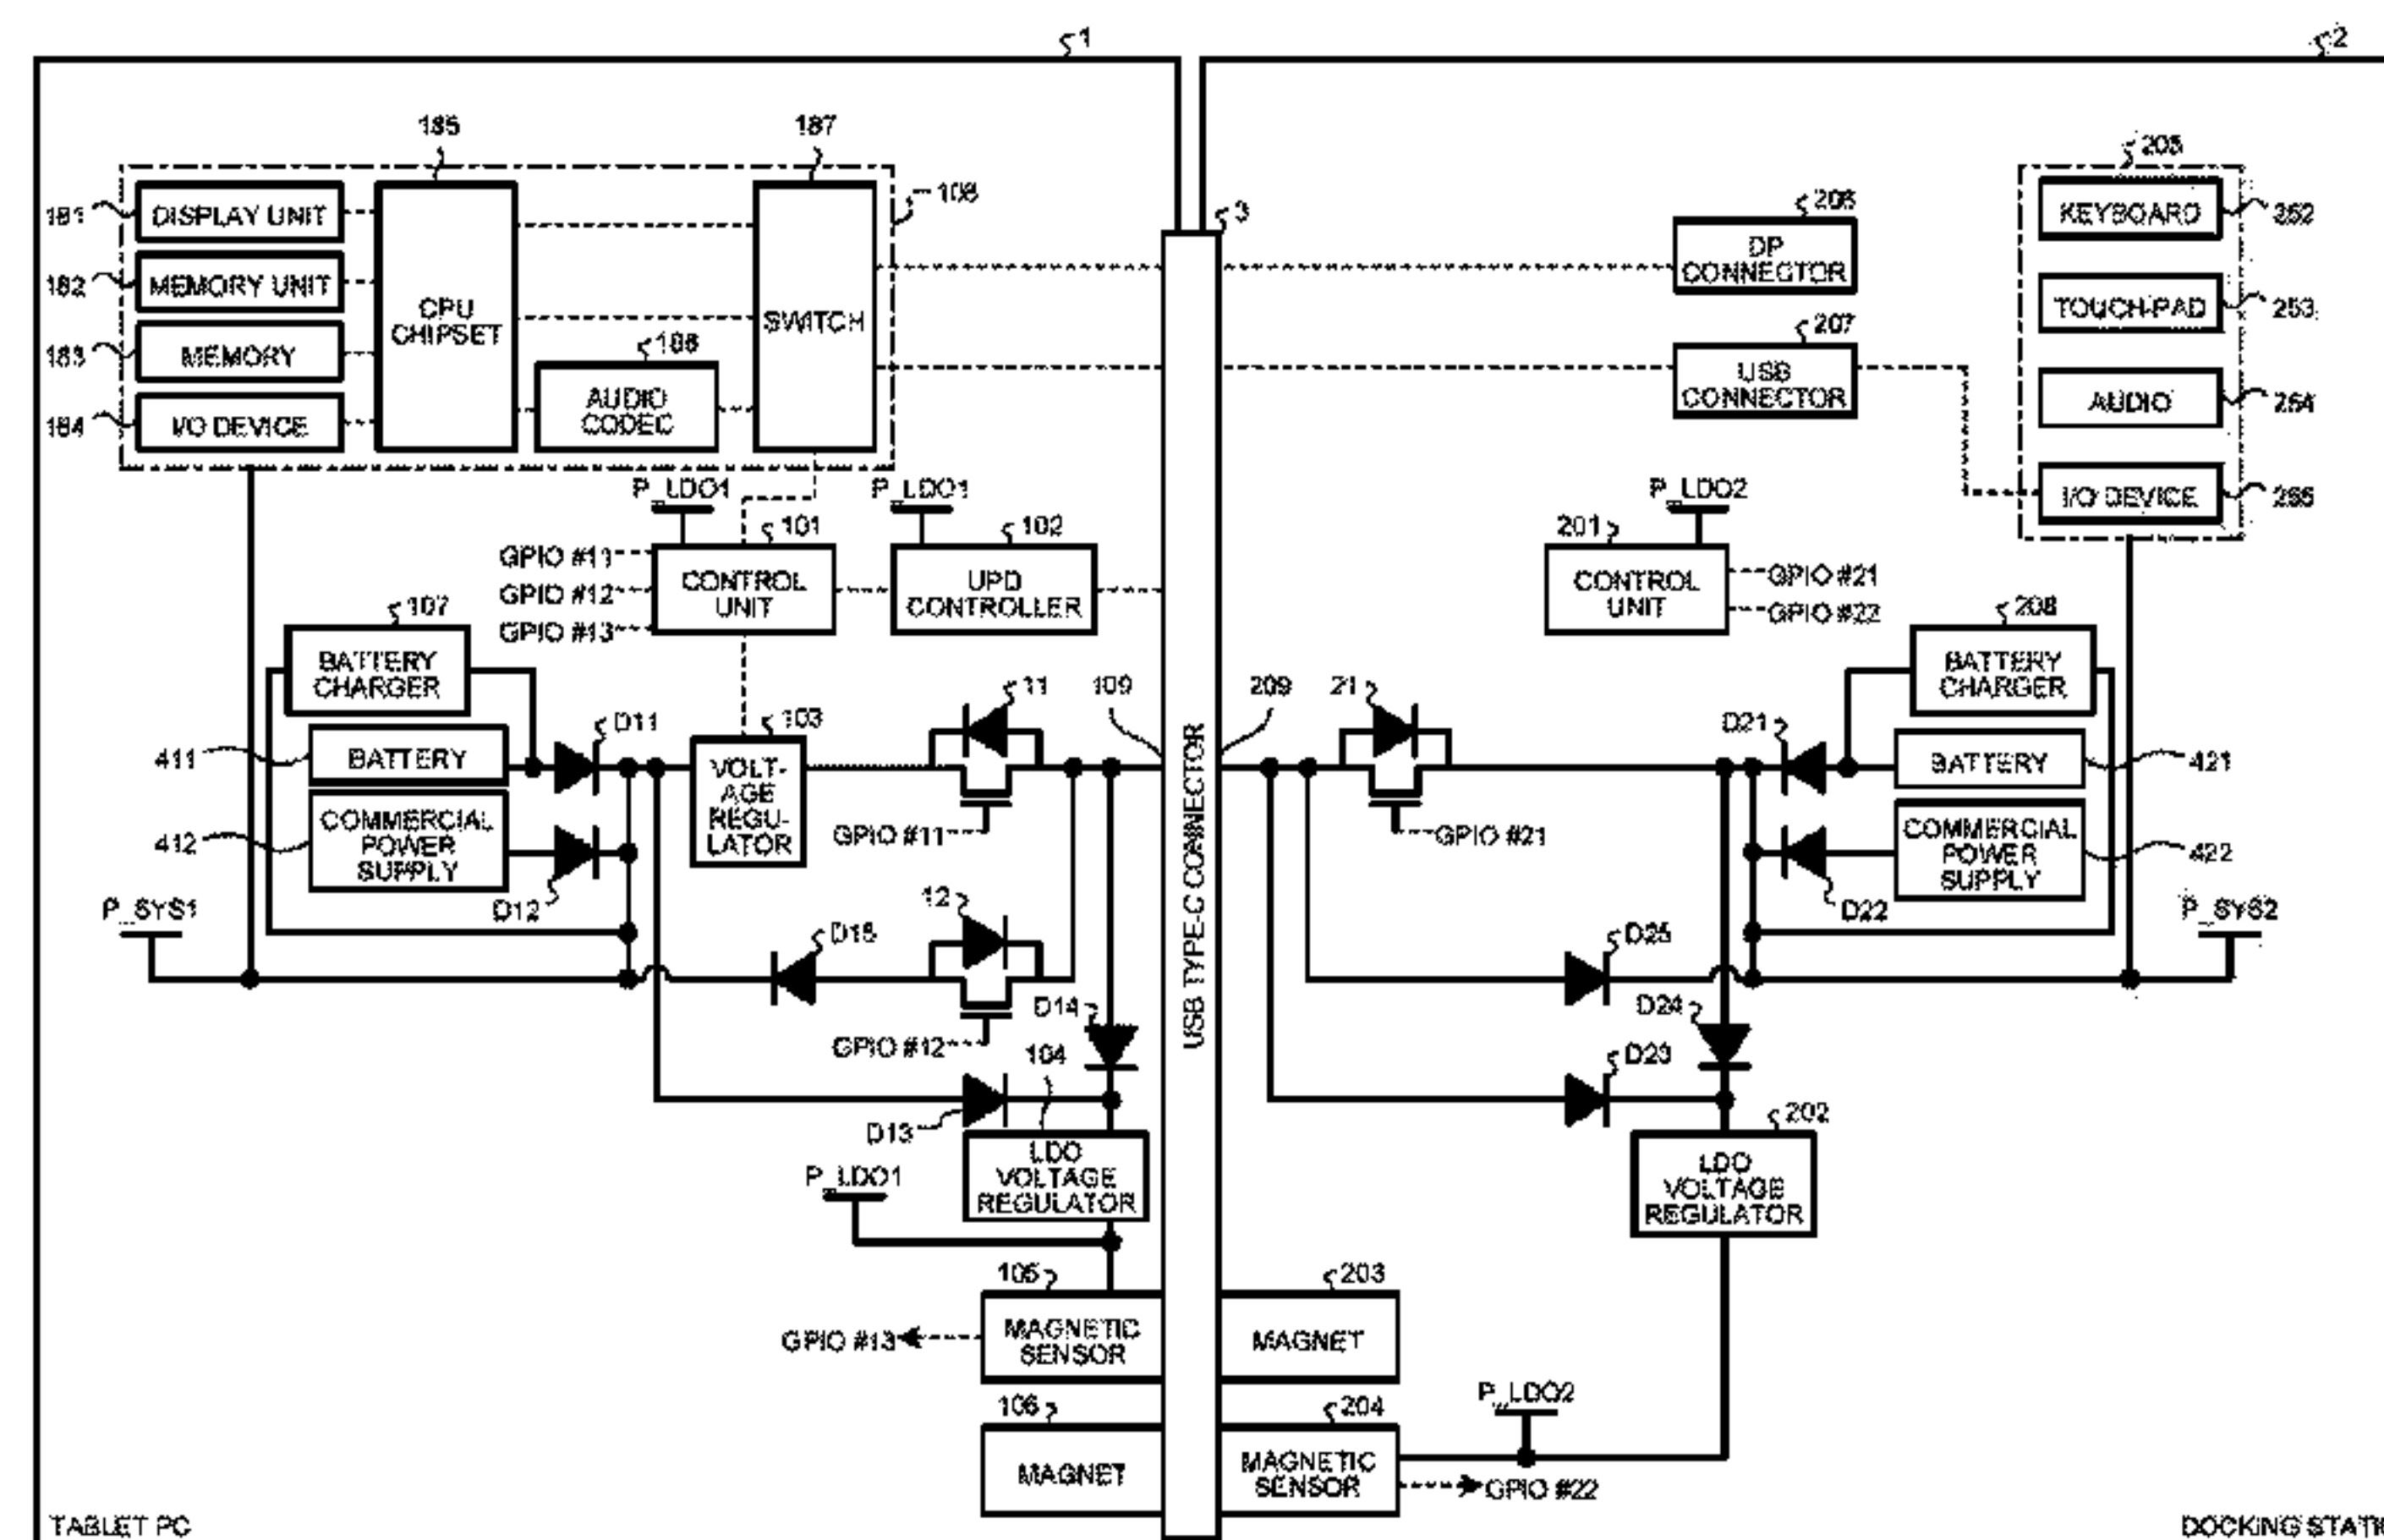 1
2
185
187
205
108
181
DISPLAY UNIT
182
MEMORY UNIT
183
MEMORY
184
I/O DEVICE
CPU
CHIPSET
186
AUDIO
CODEC
SWITCH
3
206
DP
CONNECTOR
207
USB
CONNECTOR
KEYBOARD
252
TOUCH-PAD
253
AUDIO
254
I/O DEVICE
255
P_LDO1
P_LDO1
P_LDO2
101
102
201
GPIO #11
GPIO #12
GPIO #13
CONTROL
UNIT
UPD
CONTROLLER
CONTROL
UNIT
GPIO #21
GPIO #22
107
BATTERY
CHARGER
208
BATTERY
CHARGER
D11
103
11
109
209
21
D21
411
BATTERY
VOLT-
AGE
REGU-
LATOR
BATTERY
421
412
COMMERCIAL
POWER
SUPPLY
GPIO #11
GPIO #21
COMMERCIAL
POWER
SUPPLY
422
D12
12
D22
P_SYS1
P_SYS2
D15
D25
USB TYPE-C CONNECTOR
D14
D24
GPIO #12
104
D23
D13
202
LDO
VOLTAGE
REGULATOR
LDO
VOLTAGE
REGULATOR
P_LDO1
105
203
GPIO #13
MAGNETIC
SENSOR
MAGNET
106
204
P_LDO2
MAGNET
MAGNETIC
SENSOR
GPIO #22
TABLET PC
DOCKING STATI